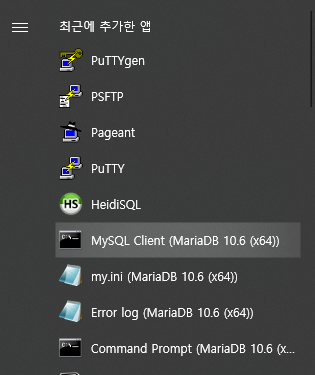 최근에 추가한 앱
PuTTYgen
PSFTP
Pageant
PuTTY
HS HeidiSQL
MySQL Client (MariaDB 10.6 (x64))
my.ini (MariaDB 10.6 (x64))
Error log (MariaDB 10.6 (x64))
Command Prompt (MariaDB 10.6 (x...